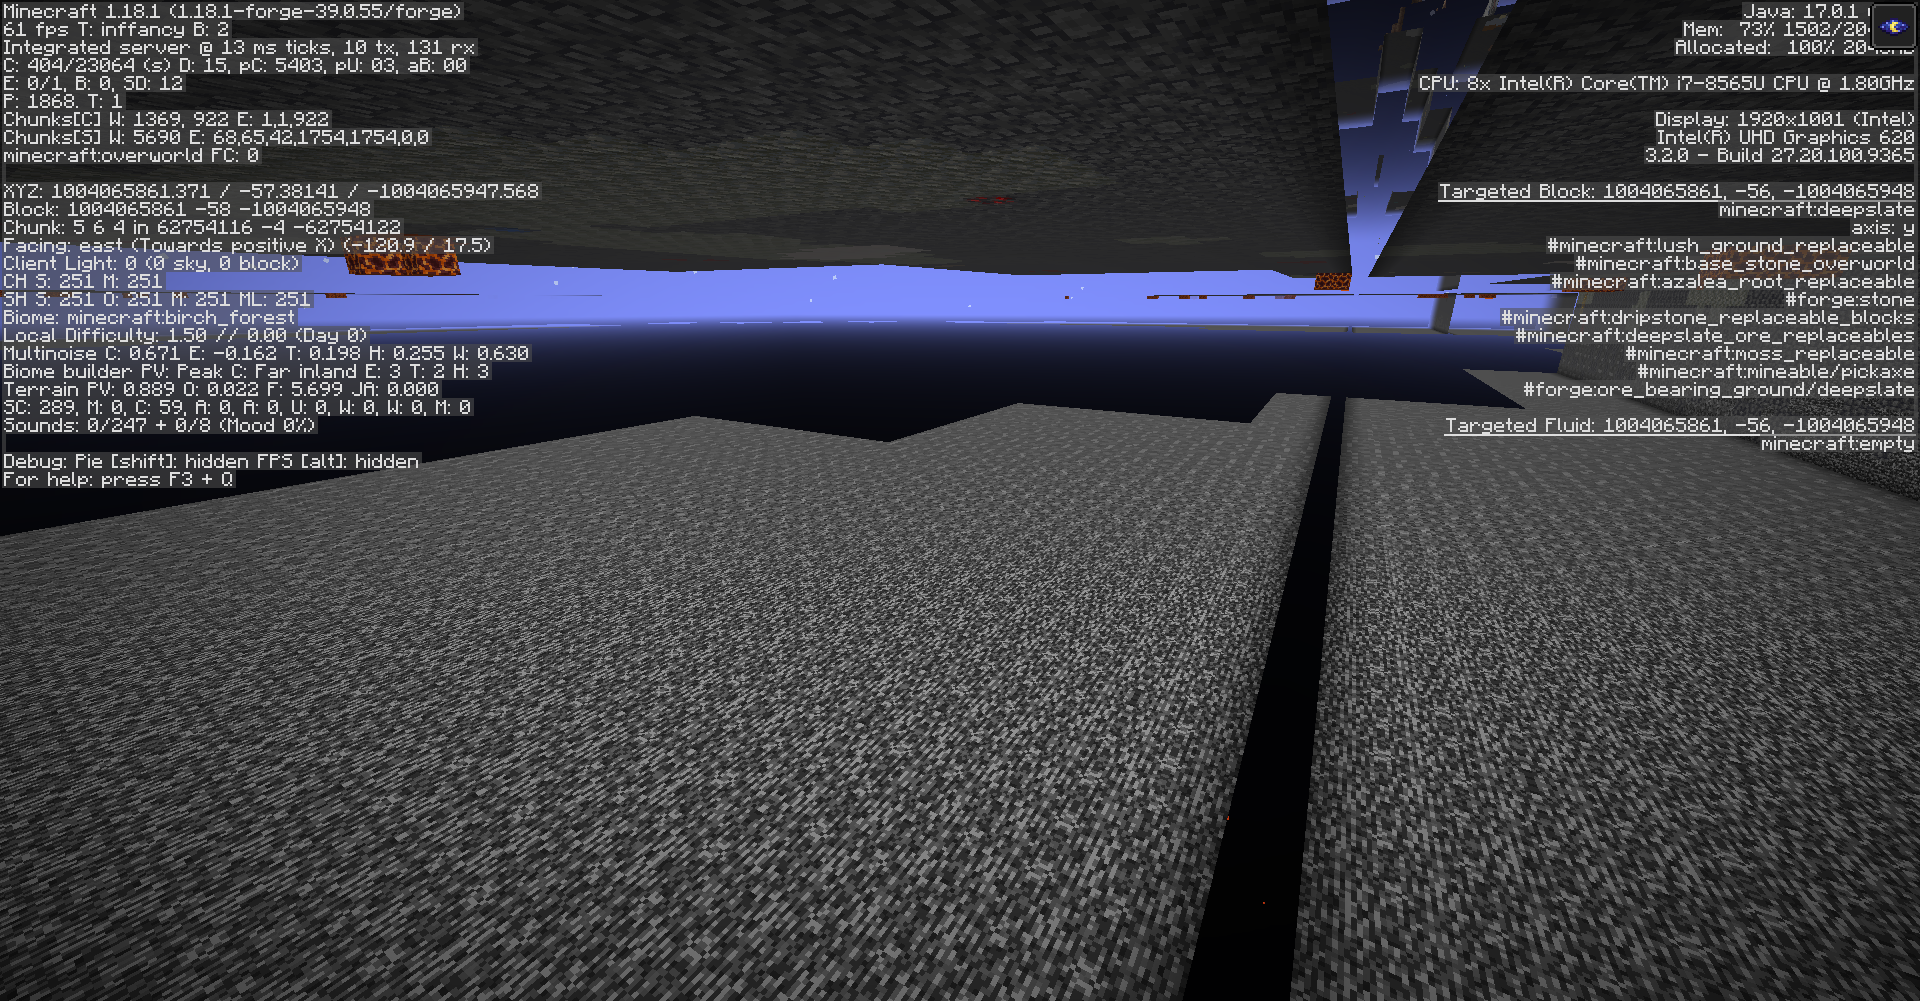 Minecraft 1.18.1 (1.18.1-forge-39.0.55/forge)
61 fps T: inffancy B: 2
Integrated server @ 13 ms ticks, 10 tx, 131 rx
C: 404/23064 (s) D: 15, pC: 5403, pU: 03, aB: 00
E: 0/1, B: 0, SD: 12
P: 1868. T: 1
Chunks[C] W: 1369, 922 E: 1,1,922
Chunks[S] W: 5690 E: 68,65,42,1754,1754,0,0
minecraft:overworld FC: 0
XYZ: 1004065861.371 / -57.38141 / -1004065947.568
Block: 1004065861 -58 -1004065948
Chunk: 5 6 4 in 62754116 -4 -62754122
Facing: east (Towards positive X) (-120.9 / 17.5)
Client Light: 0 (0 sky, 0 block)
CH S: 251 M: 251
SH S: 251 O: 251 M: 251 ML: 251
Biome: minecraft:birch_forest
Local Difficulty: 1.50 // 0.00 (Day 0)
Multinoise C: 0.671 E: -0.162 T: 0.198 H: 0.255 W: 0.630
Biome builder PV: Peak C: Far inland E: 3 T: 2 H: 3
Terrain PV: 0.889 O: 0.022 F: 5.699 JA: 0.000
SC: 289, M: 0, C: 59, A: 0, A: 0, U: 0, W: 0, W: 0, M: 0
Sounds: 0/247 + 0/8 (Mood 0%)
Debug: Pie [shift]: hidden FPS [alt]: hidden
For help: press F3 + Q
Java: 17.0.1
Mem: 73% 1502/20
Allocated: 100% 204
CPU: 8x Intel(R) Core(TM) i7-8565U CPU @ 1.80GHz
Display: 1920x1001 (Intel)
Intel(R) UHD Graphics 620
3.2.0 - Build 27.20.100.9365
Targeted Block: 1004065861, -56, -1004065948
minecraft:deepslate
axis: y
#minecraft:lush_ground_replaceable
#minecraft:base_stone_overworld
#minecraft:azalea_root_replaceable
#forge:stone
#minecraft:dripstone_replaceable_blocks
#minecraft:deepslate_ore_replaceables
#minecraft:moss_replaceable
#minecraft:mineable/pickaxe
#forge:ore_bearing_ground/deepslate
Targeted Fluid: 1004065861, -56, -1004065948
minecraft:empty